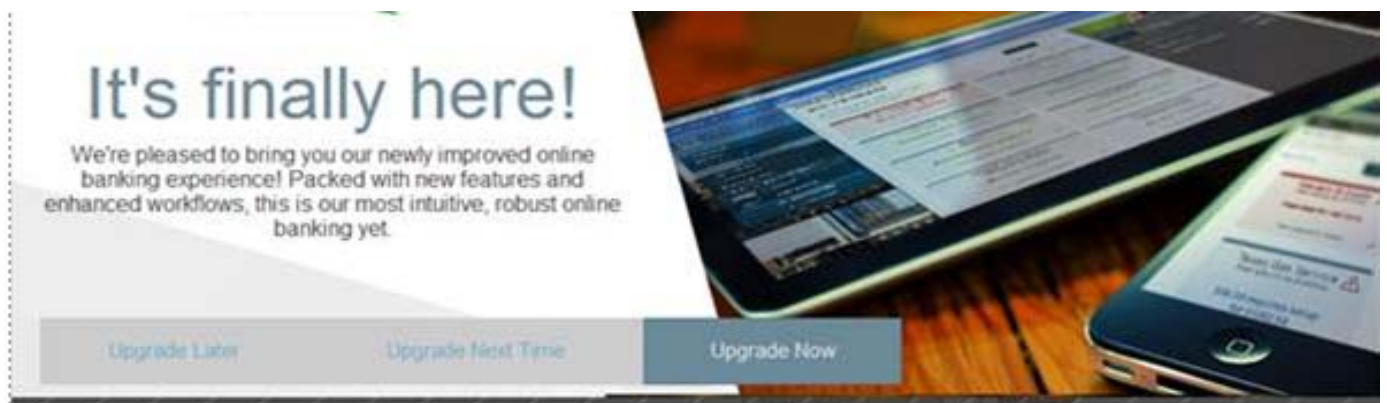 It's finally here!
We're pleased to bring you our newly improved online
banking experience! Packed with new features and
enhanced workflows, this is our most intuitive, robust online
banking yet.
Upgrade Later
Upgrade Next Time
Upgrade Now